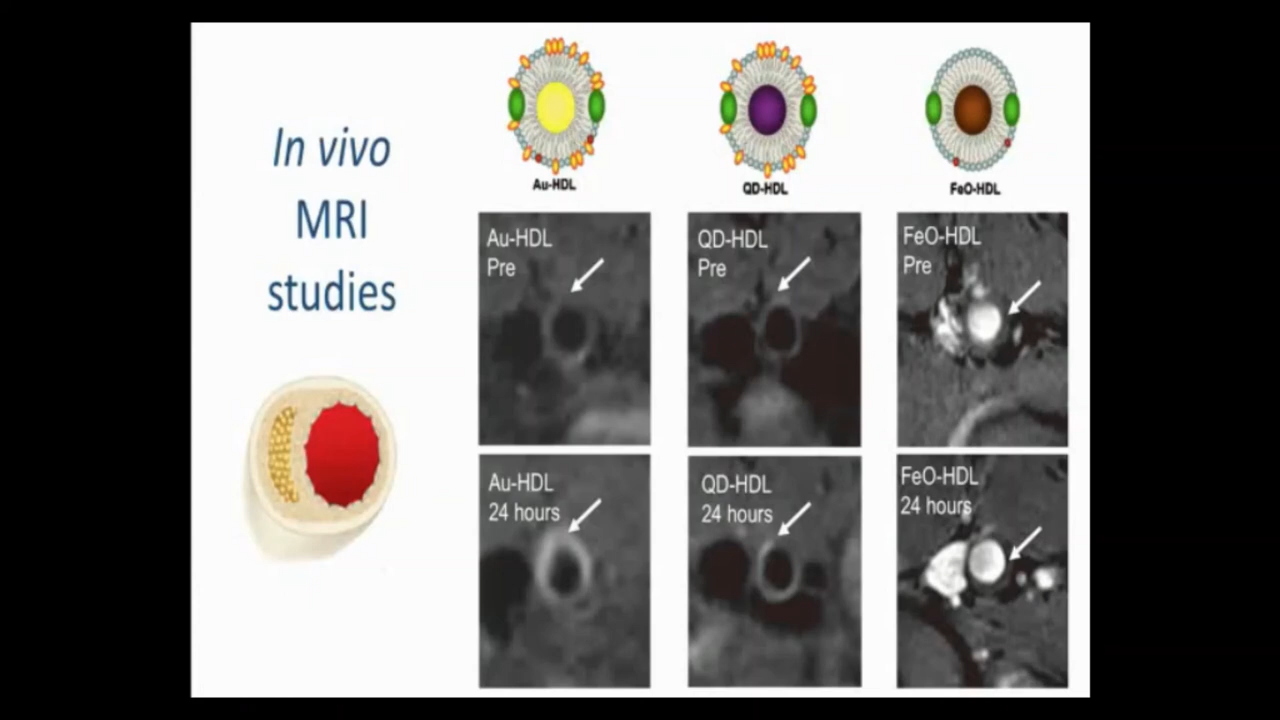 In vivo
MRI
studies
Au-HDL
QD-HDL
FeO-HDL
Au-HDL
Pre
QD-HDL
Pre
FeO-HDL
Pre
Au-HDL
24 hours
QD-HDL
24 hours
FeO-HDL
24 hours